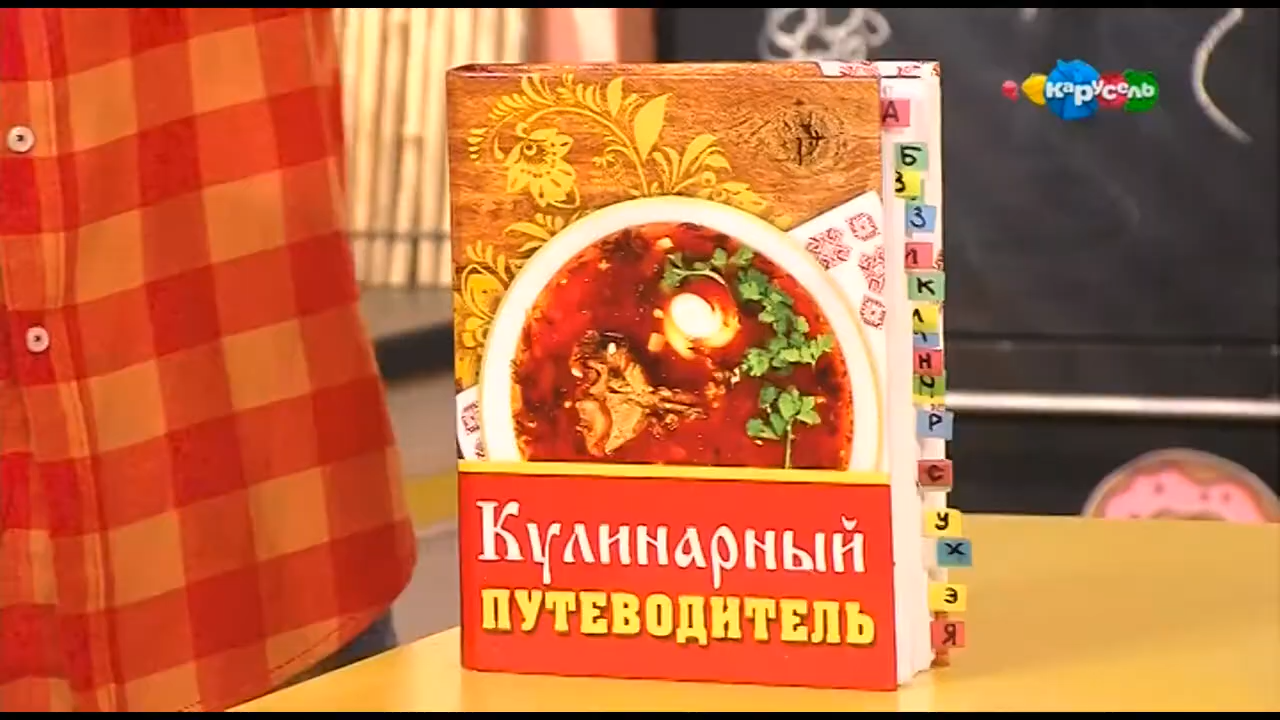 карусель
А
Б
З
З
Л
К
Л
Н
Р
С
У
Х
Э
Я
Кулинарный
ПУТЕВОДИТЕЛЬ